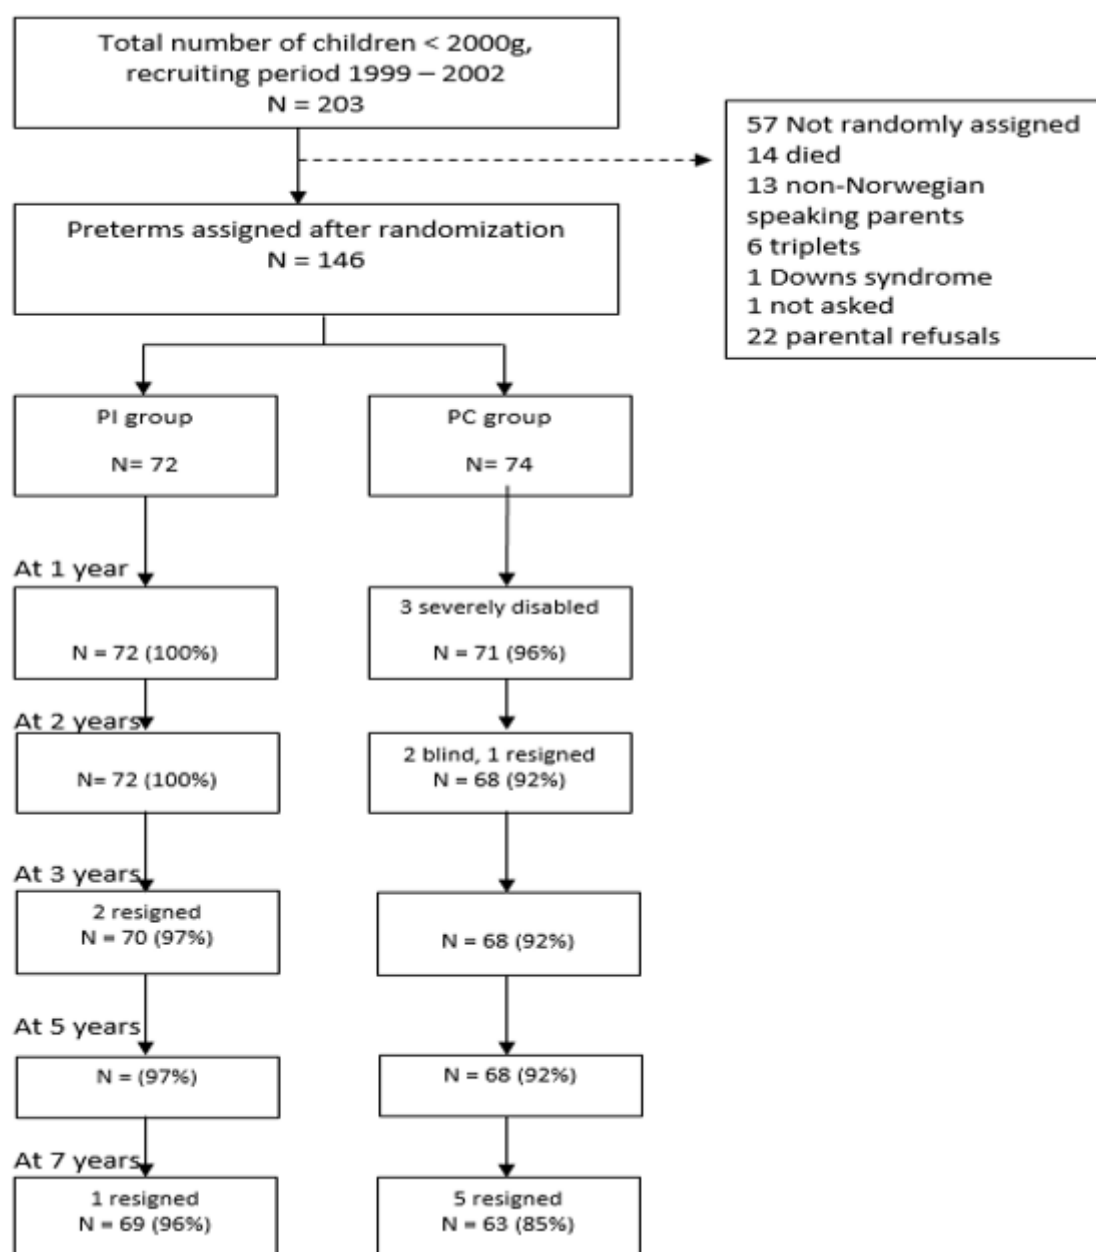 Total number of children < 2000g,
recruiting period 1999 – 2002
N = 203
57 Not randomly assigned
14 died
13 non-Norwegian
speaking parents
6 triplets
1 Downs syndrome
1 not asked
22 parental refusals
Preterms assigned after randomization
N = 146
PI group
N= 72
PC group
N= 74
At 1 year
N = 72 (100%)
3 severely disabled
N = 71 (96%)
At 2 years
N= 72 (100%)
2 blind, 1 resigned
N = 68 (92%)
At 3 years
2 resigned
N = 70 (97%)
N = 68 (92%)
At 5 years
N = (97%)
N = 68 (92%)
At 7 years
1 resigned
N = 69 (96%)
5 resigned
N = 63 (85%)